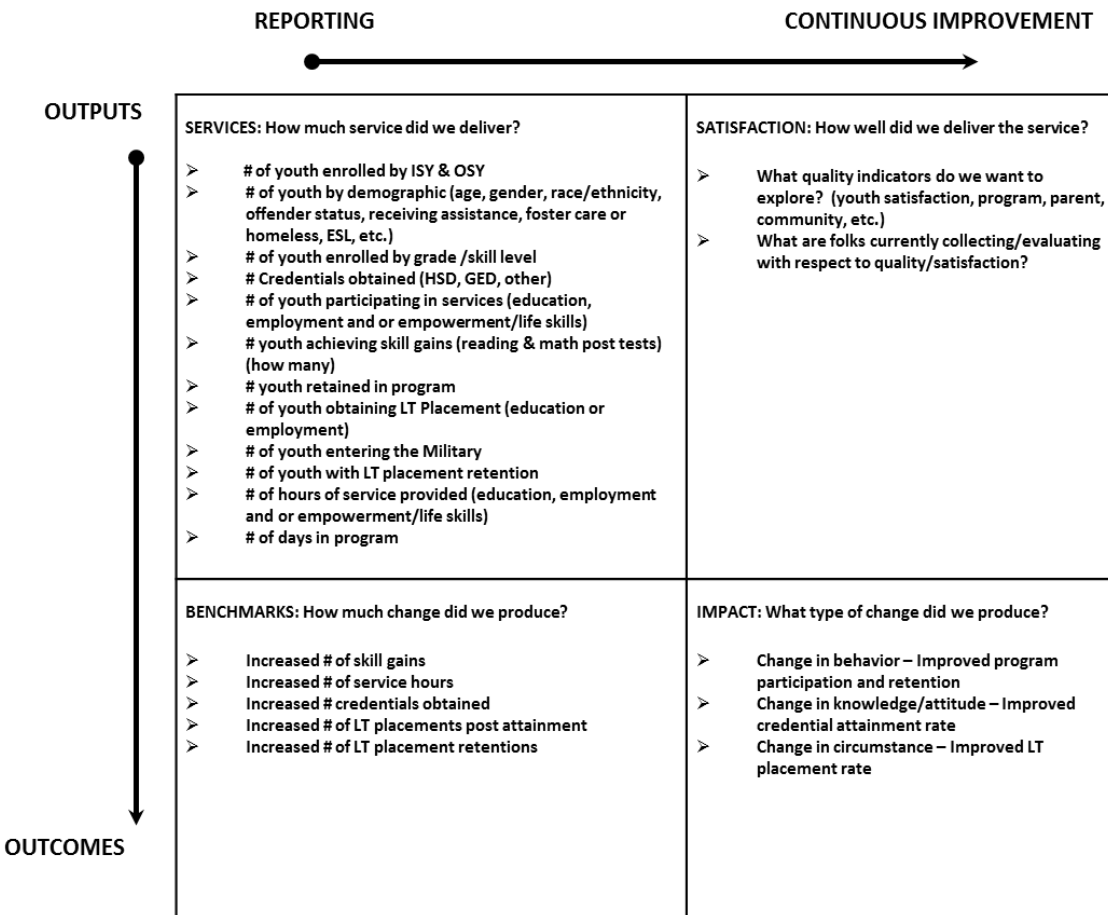 REPORTING
CONTINUOUS IMPROVEMENT
OUTPUTS
SERVICES: How much service did we deliver?
➢ # of youth enrolled by ISY & OSY
➢ # of youth by demographic (age, gender, race/ethnicity,
offender status, receiving assistance, foster care or
homeless, ESL, etc.)
➢ # of youth enrolled by grade /skill level
➢ # Credentials obtained (HSD, GED, other)
➢ # of youth participating in services (education,
employment and or empowerment/life skills)
➢ # youth achieving skill gains (reading & math post tests)
(how many)
➢ # youth retained in program
➢ # of youth obtaining LT Placement (education or
employment)
➢ # of youth entering the Military
➢ # of youth with LT placement retention
➢ # of hours of service provided (education, employment
and or empowerment/life skills)
➢ # of days in program
SATISFACTION: How well did we deliver the service?
➢ What quality indicators do we want to
explore? (youth satisfaction, program, parent,
community, etc.)
➢ What are folks currently collecting/evaluating
with respect to quality/satisfaction?
BENCHMARKS: How much change did we produce?
➢ Increased # of skill gains
➢ Increased # of service hours
➢ Increased # credentials obtained
➢ Increased # of LT placements post attainment
➢ Increased # of LT placement retentions
IMPACT: What type of change did we produce?
➢ Change in behavior – Improved program
participation and retention
➢ Change in knowledge/attitude – Improved
credential attainment rate
➢ Change in circumstance – Improved LT
placement rate
OUTCOMES